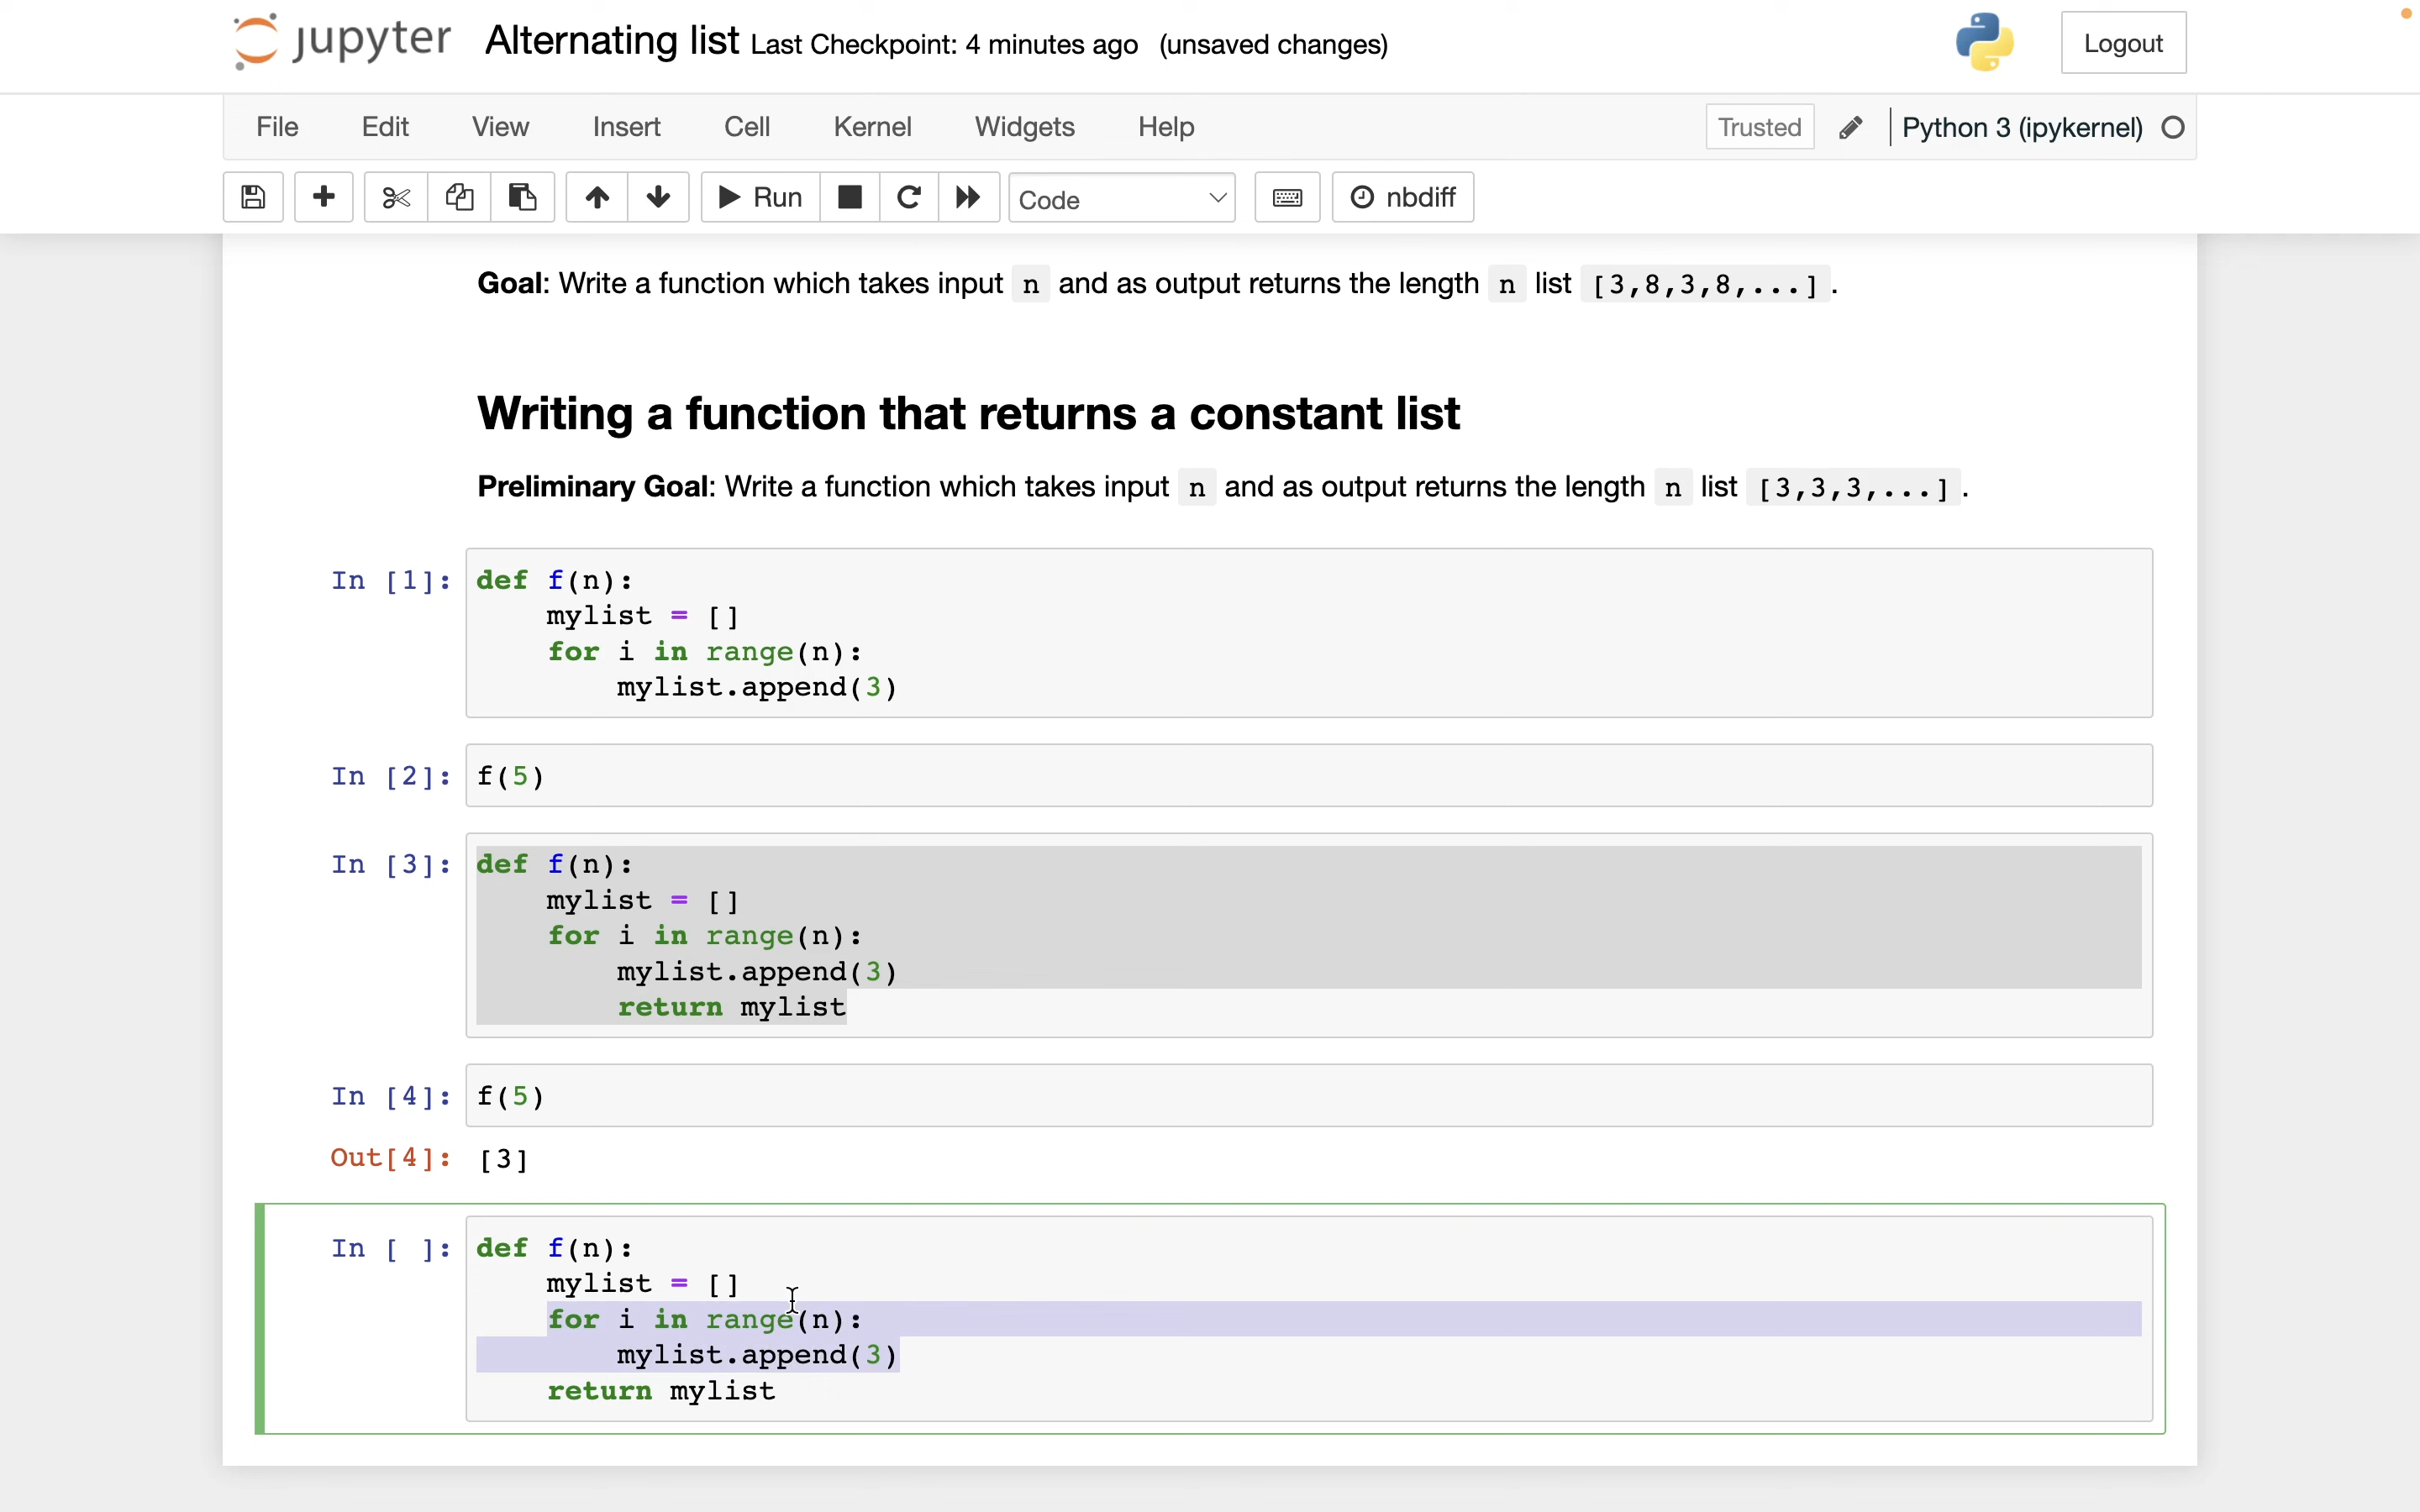 jupyter Alternating list Last Checkpoint: 4 minutes ago (unsaved changes) Logout
File Edit View Insert Cell Kernel Widgets Help Trusted Python 3 (ipykernel)
Run Code nbdiff
Goal: Write a function which takes input n and as output returns the length n list [3,8,3,8,...].
Writing a function that returns a constant list
Preliminary Goal: Write a function which takes input n and as output returns the length n list [3,3,3,...].
In [1]: def f(n):
    mylist = []
    for i in range(n):
        mylist.append(3)
In [2]: f(5)
In [3]: def f(n):
    mylist = []
    for i in range(n):
        mylist.append(3)
        return mylist
In [4]: f(5)
Out[4]: [3]
In [ ]: def f(n):
    mylist = []
    for i in range(n):
        mylist.append(3)
    return mylist